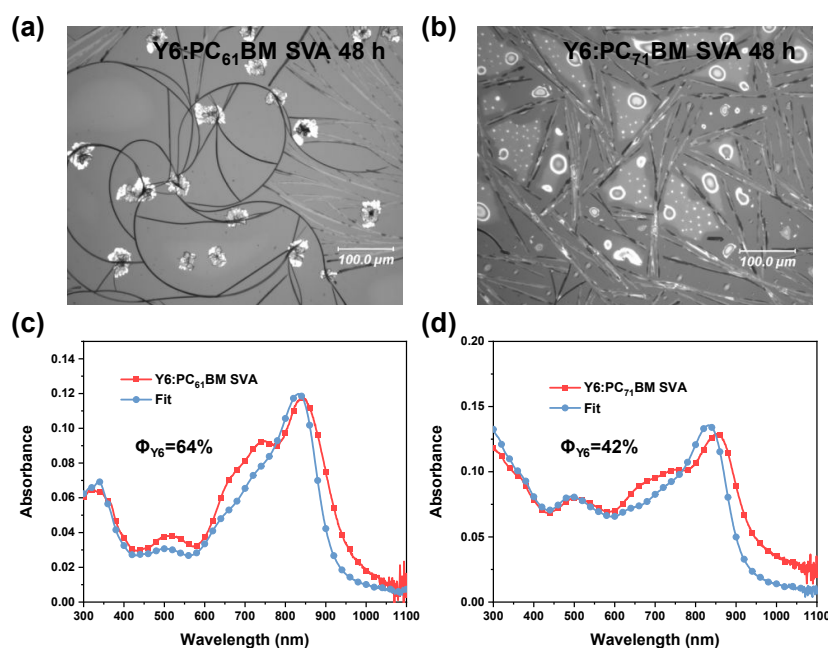 (a)
Y6:PC₆₁BM SVA 48 h
100.0 µm
(b)
Y6:PC₇₁BM SVA 48 h
100.0 µm
(c)
0.14
0.12
0.10
0.08
0.06
0.04
0.02
0.00
Absorbance
Y6:PC₆₁BM SVA
Fit
Φ_Y6=64%
300 400 500 600 700 800 900 1000 1100
Wavelength (nm)
(d)
0.20
0.15
0.10
0.05
0.00
Absorbance
Y6:PC₇₁BM SVA
Fit
Φ_Y6=42%
300 400 500 600 700 800 900 1000 1100
Wavelength (nm)